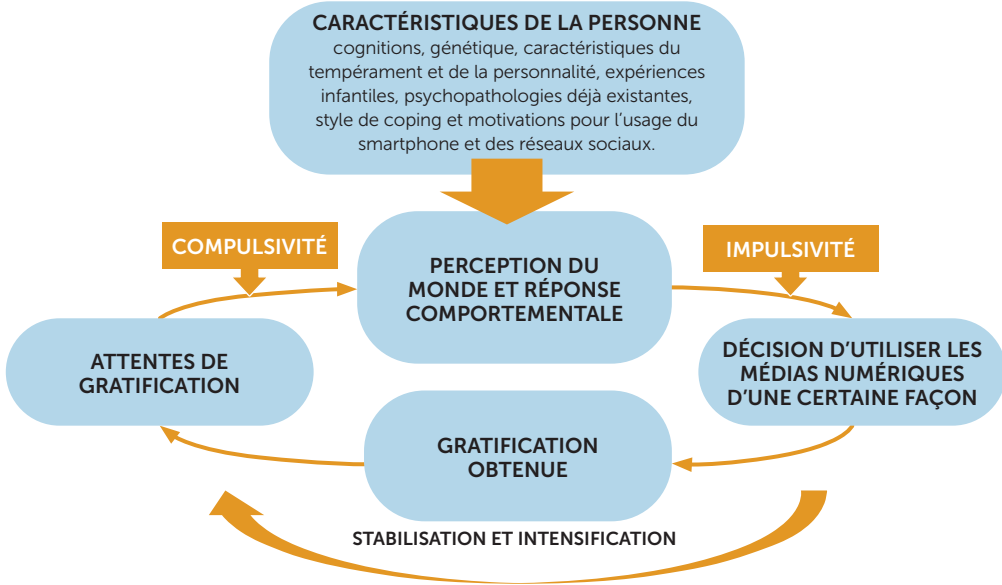 CARACTÉRISTIQUES DE LA PERSONNE
cognitions, génétique, caractéristiques du
tempérament et de la personnalité, expériences
infantiles, psychopathologies déjà existantes,
style de coping et motivations pour l’usage du
smartphone et des réseaux sociaux.
COMPULSIVITÉ
IMPULSIVITÉ
PERCEPTION DU
MONDE ET RÉPONSE
COMPORTEMENTALE
ATTENTES DE
GRATIFICATION
DÉCISION D’UTILISER LES
MÉDIAS NUMÉRIQUES
D’UNE CERTAINE FAÇON
GRATIFICATION
OBTENUE
STABILISATION ET INTENSIFICATION